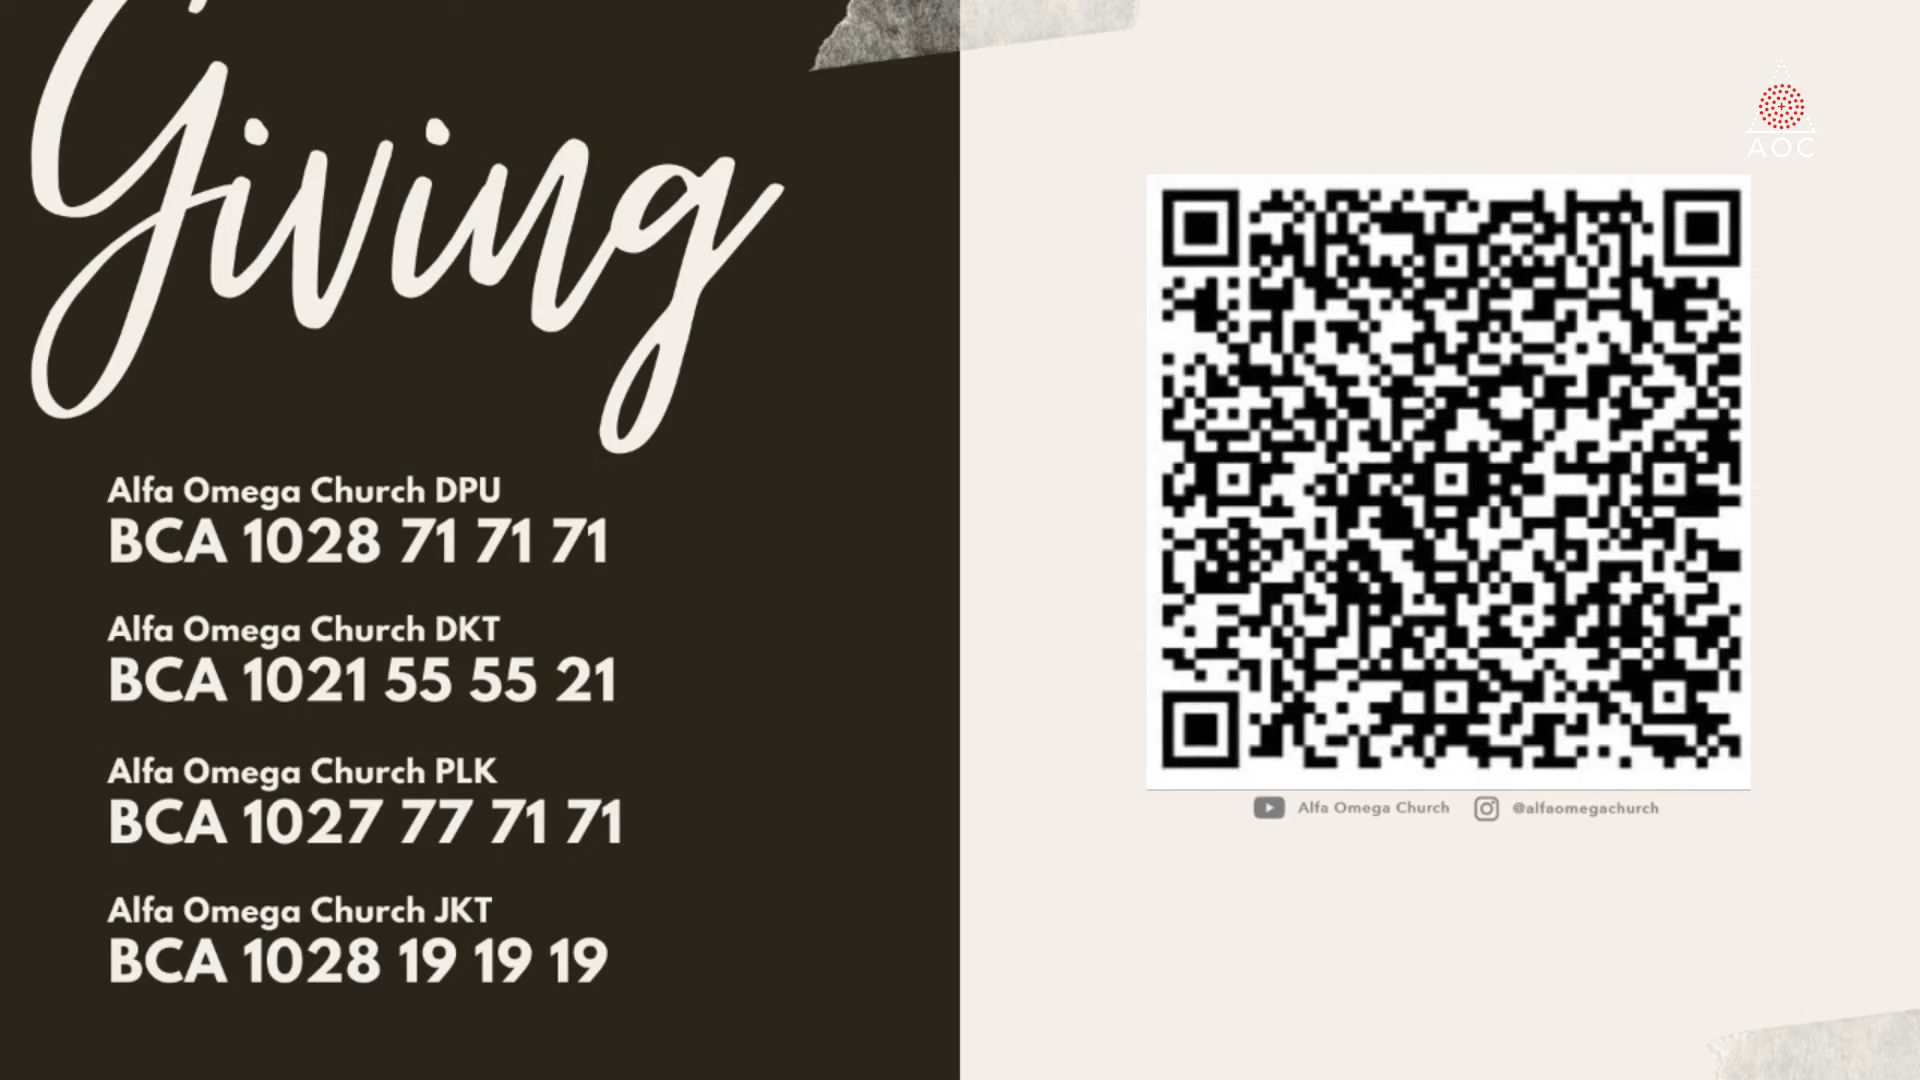 Giving
Alfa Omega Church DPU
BCA 1028 71 71 71
Alfa Omega Church DKT
BCA 1021 55 55 21
Alfa Omega Church PLK
BCA 1027 77 71 71
Alfa Omega Church JKT
BCA 1028 19 19 19
AOC
Alfa Omega Church @alfaomegachurch